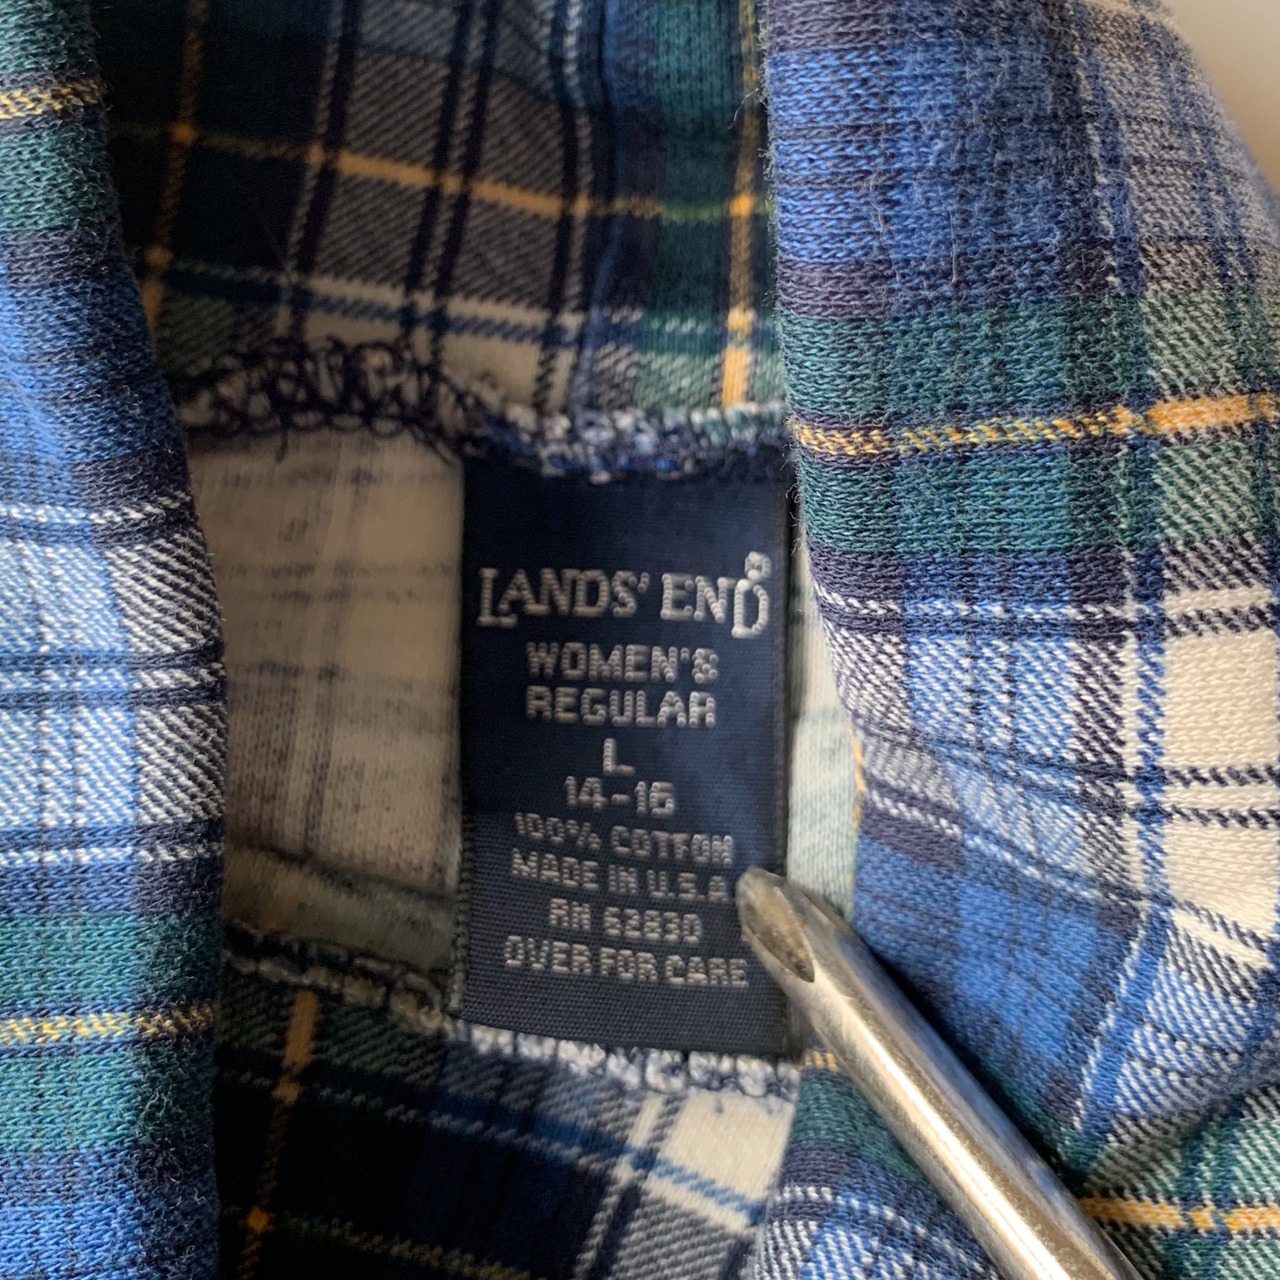 LANDS' END®
WOMEN'S
REGULAR
L
14-16
100% COTTON
MADE IN U.S.A
RN 62830
OVER FOR CARE